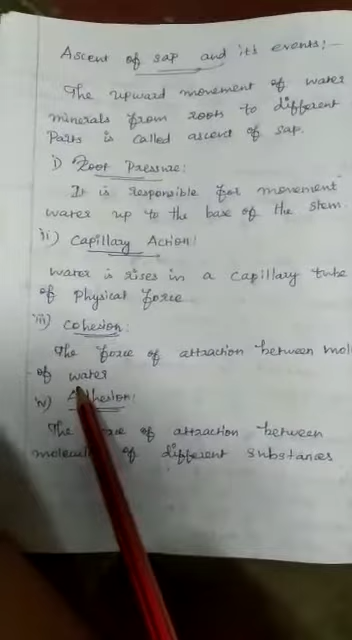 Ascent of sap and it's events:-
The upward movement of water
minerals from roots to different
Parts is called ascent of sap.
i) Root Pressure:
It is responsible for movement
water up to the base of the stem.
ii) Capillary Action:
Water is rises in a capillary tube
of physical force
iii) Cohesion:
The force of attraction between mol
of water
iv) Adhesion:
The force of attraction between
molecul of different substances